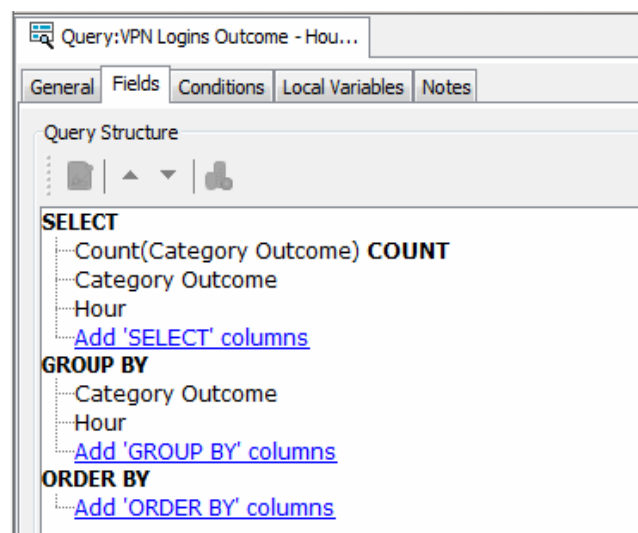 Query:VPN Logins Outcome - Hou...
General Fields Conditions Local Variables Notes
Query Structure
SELECT
Count(Category Outcome) COUNT
Category Outcome
Hour
Add 'SELECT' columns
GROUP BY
Category Outcome
Hour
Add 'GROUP BY' columns
ORDER BY
Add 'ORDER BY' columns